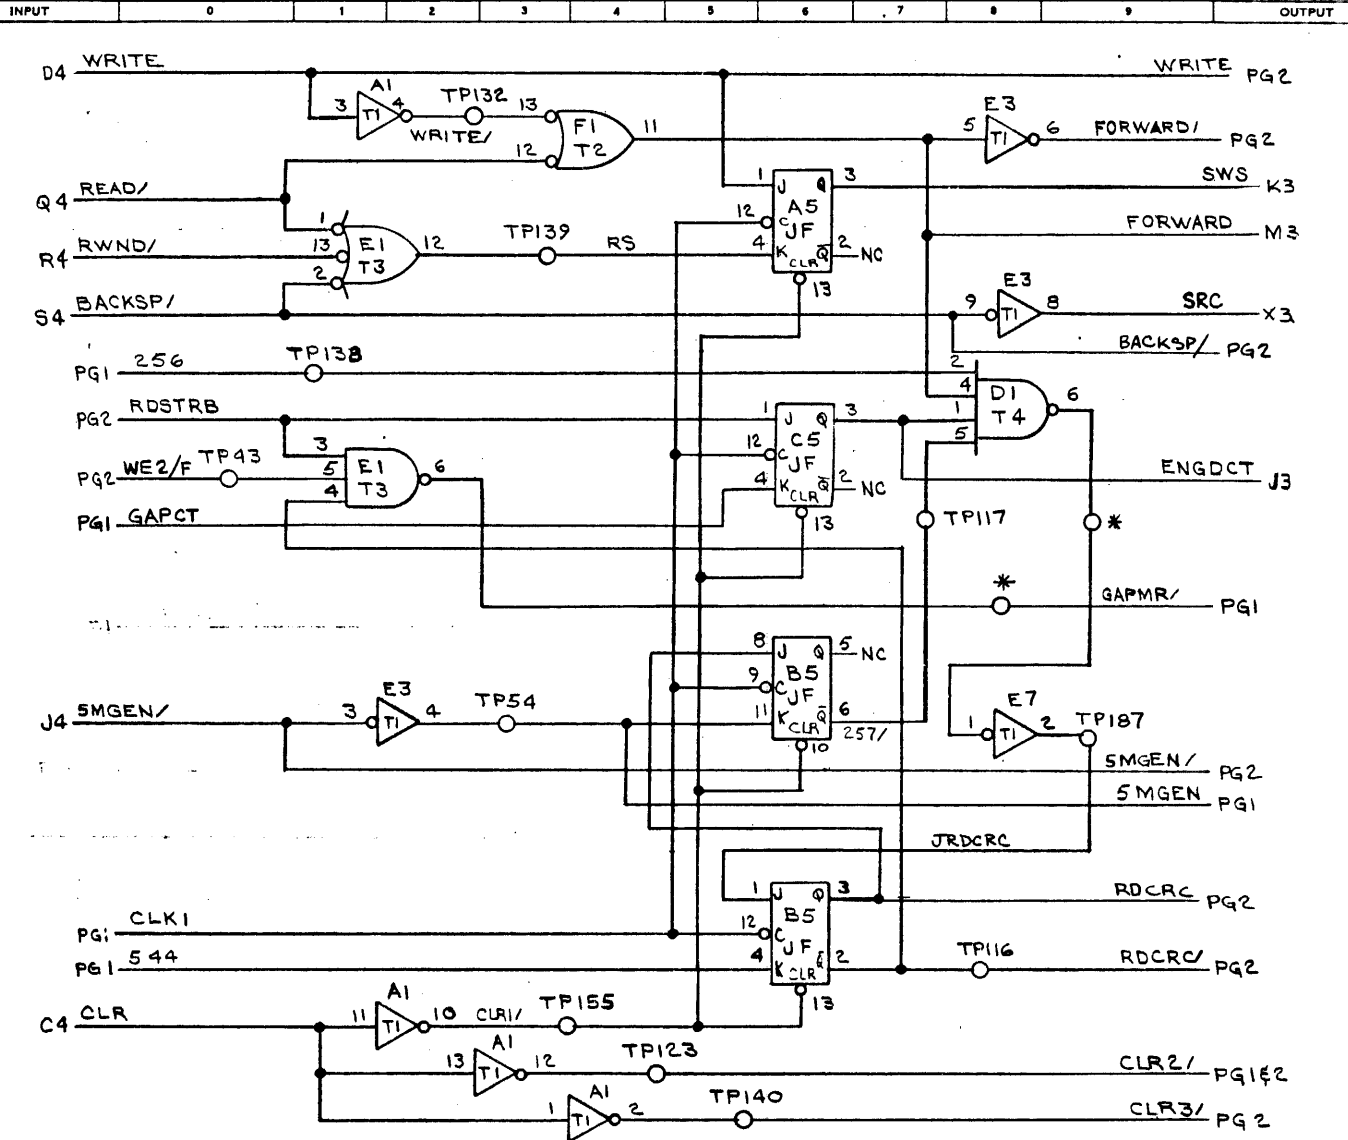 INPUT 0 1 2 3 4 5 6 7 8 9 OUTPUT
D4 WRITE WRITE PG2
A1
3 T1 4 TP132 13
WRITE/
F1 T2 11
12
E3
5 T1 6 FORWARD/ PG2
Q4 READ/
1 J Q 3 SWS K3
A5
12 C JF
4 K CLR Q 2 NC
13
R4 RWND/
1
13 E1 12 TP139 RS
2 T3
FORWARD M3
S4 BACKSP/
E3
9 T1 8 SRC X3
BACKSP/ PG2
PG1 256 TP138
2
4 D1 6
1 T4
5
PG2 RDSTRB
1 J Q 3
C5
12 C JF
4 K CLR Q 2 NC
13
ENGDCT J3
3
PG2 WE2/F TP43 5 E1 6
4 T3
PG1 GAPCT
TP117 *
*
GAPMR/ PG1
8 J Q 5 NC
B5
9 C JF
11 K CLR Q 6
257/
10
J4 5MGEN/
E3
3 T1 4 TP54
E7
1 T1 2 TP187
5MGEN/ PG2
5MGEN PG1
JRDCRC
1 J Q 3 RDCRC PG2
B5
PG1 CLK1 12 C JF
PG1 544 4 K CLR Q 2 TP116 RDCRC/ PG2
13
C4 CLR
A1
11 T1 10 CLR1/ TP155
A1
13 T1 12 TP123 CLR2/ PG1&2
A1
1 T1 2 TP140 CLR3/ PG2